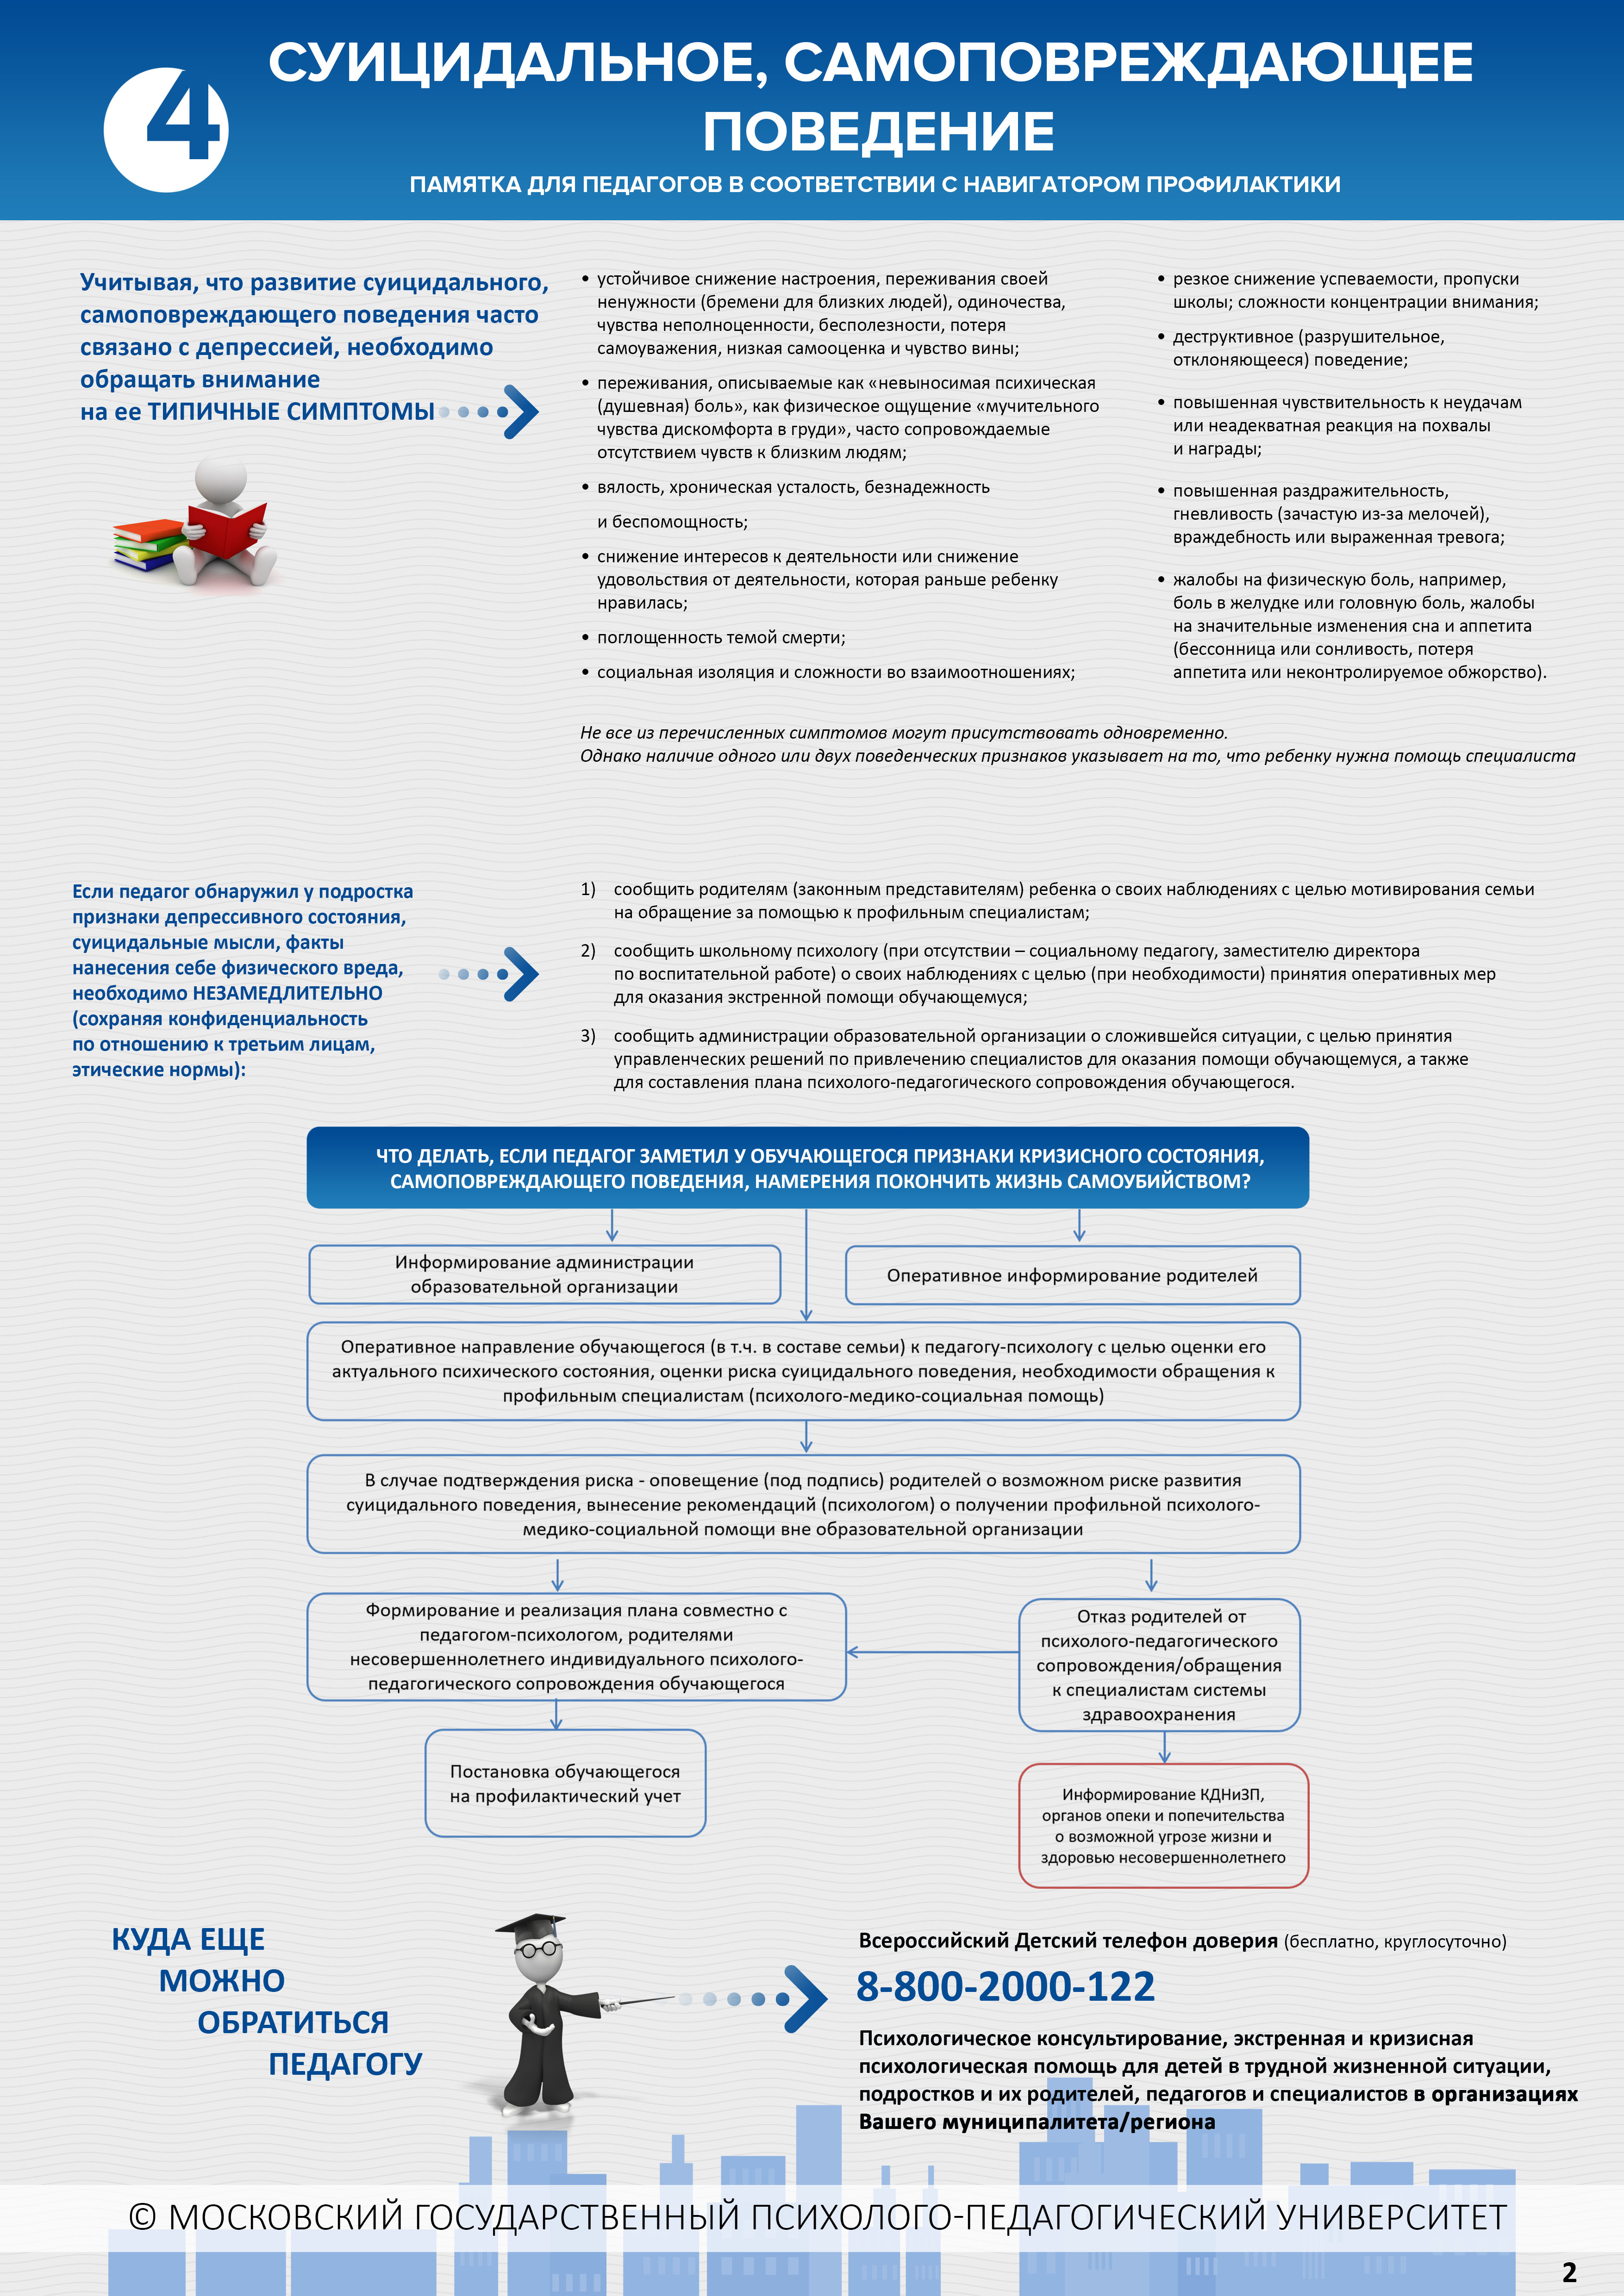 4
СУИЦИДАЛЬНОЕ, САМОПОВРЕЖДАЮЩЕЕ
ПОВЕДЕНИЕ
ПАМЯТКА ДЛЯ ПЕДАГОГОВ В СООТВЕТСТВИИ С НАВИГАТОРОМ ПРОФИЛАКТИКИ
Учитывая, что развитие суицидального,
самоповреждающего поведения часто
связано с депрессией, необходимо
обращать внимание
на ее ТИПИЧНЫЕ СИМПТОМЫ
• устойчивое снижение настроения, переживания своей
ненужности (бремени для близких людей), одиночества,
чувства неполноценности, бесполезности, потеря
самоуважения, низкая самооценка и чувство вины;
• переживания, описываемые как «невыносимая психическая
(душевная) боль», как физическое ощущение «мучительного
чувства дискомфорта в груди», часто сопровождаемые
отсутствием чувств к близким людям;
• вялость, хроническая усталость, безнадежность
и беспомощность;
• снижение интересов к деятельности или снижение
удовольствия от деятельности, которая раньше ребенку
нравилась;
• поглощенность темой смерти;
• социальная изоляция и сложности во взаимоотношениях;
• резкое снижение успеваемости, пропуски
школы; сложности концентрации внимания;
• деструктивное (разрушительное,
отклоняющееся) поведение;
• повышенная чувствительность к неудачам
или неадекватная реакция на похвалы
и награды;
• повышенная раздражительность,
гневливость (зачастую из-за мелочей),
враждебность или выраженная тревога;
• жалобы на физическую боль, например,
боль в желудке или головную боль, жалобы
на значительные изменения сна и аппетита
(бессонница или сонливость, потеря
аппетита или неконтролируемое обжорство).
Не все из перечисленных симптомов могут присутствовать одновременно.
Однако наличие одного или двух поведенческих признаков указывает на то, что ребенку нужна помощь специалиста
Если педагог обнаружил у подростка
признаки депрессивного состояния,
суицидальные мысли, факты
нанесения себе физического вреда,
необходимо НЕЗАМЕДЛИТЕЛЬНО
(сохраняя конфиденциальность
по отношению к третьим лицам,
этические нормы):
1) сообщить родителям (законным представителям) ребенка о своих наблюдениях с целью мотивирования семьи
на обращение за помощью к профильным специалистам;
2) сообщить школьному психологу (при отсутствии – социальному педагогу, заместителю директора
по воспитательной работе) о своих наблюдениях с целью (при необходимости) принятия оперативных мер
для оказания экстренной помощи обучающемуся;
3) сообщить администрации образовательной организации о сложившейся ситуации, с целью принятия
управленческих решений по привлечению специалистов для оказания помощи обучающемуся, а также
для составления плана психолого-педагогического сопровождения обучающегося.
ЧТО ДЕЛАТЬ, ЕСЛИ ПЕДАГОГ ЗАМЕТИЛ У ОБУЧАЮЩЕГОСЯ ПРИЗНАКИ КРИЗИСНОГО СОСТОЯНИЯ,
САМОПОВРЕЖДАЮЩЕГО ПОВЕДЕНИЯ, НАМЕРЕНИЯ ПОКОНЧИТЬ ЖИЗНЬ САМОУБИЙСТВОМ?
Информирование администрации
образовательной организации
Оперативное информирование родителей
Оперативное направление обучающегося (в т.ч. в составе семьи) к педагогу-психологу с целью оценки его
актуального психического состояния, оценки риска суицидального поведения, необходимости обращения к
профильным специалистам (психолого-медико-социальная помощь)
В случае подтверждения риска - оповещение (под подпись) родителей о возможном риске развития
суицидального поведения, вынесение рекомендаций (психологом) о получении профильной психолого-
медико-социальной помощи вне образовательной организации
Формирование и реализация плана совместно с
педагогом-психологом, родителями
несовершеннолетнего индивидуального психолого-
педагогического сопровождения обучающегося
Отказ родителей от
психолого-педагогического
сопровождения/обращения
к специалистам системы
здравоохранения
Постановка обучающегося
на профилактический учет
Информирование КДНиЗП,
органов опеки и попечительства
о возможной угрозе жизни и
здоровью несовершеннолетнего
КУДА ЕЩЕ
МОЖНО
ОБРАТИТЬСЯ
ПЕДАГОГУ
Всероссийский Детский телефон доверия (бесплатно, круглосуточно)
8-800-2000-122
Психологическое консультирование, экстренная и кризисная
психологическая помощь для детей в трудной жизненной ситуации,
подростков и их родителей, педагогов и специалистов в организациях
Вашего муниципалитета/региона
© МОСКОВСКИЙ ГОСУДАРСТВЕННЫЙ ПСИХОЛОГО-ПЕДАГОГИЧЕСКИЙ УНИВЕРСИТЕТ
2